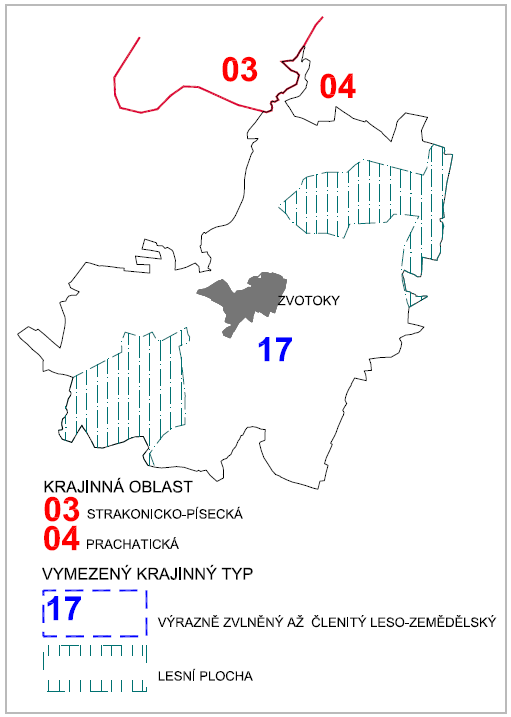 03
04
ZVOTOKY
17
KRAJINNÁ OBLAST
03 STRAKONICKO-PÍSECKÁ
04 PRACHATICKÁ
VYMEZENÝ KRAJINNÝ TYP
17 VÝRAZNĚ ZVLNĚNÝ AŽ ČLENITÝ LESO-ZEMĚDĚLSKÝ
LESNÍ PLOCHA